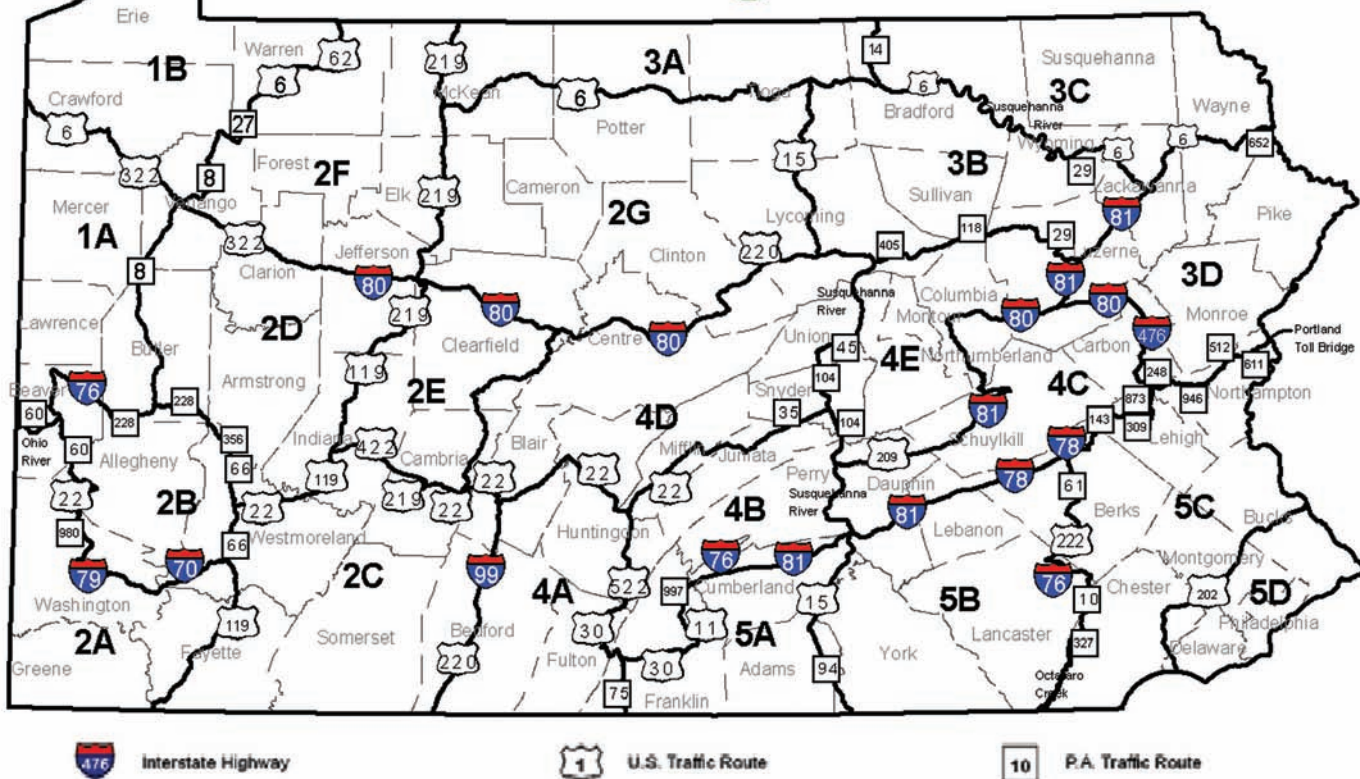 Erie
Warren
62
219
14
Susquehanna
1B
6
3A
6
3C
McKean
6
Tioga
Bradford
Susquehanna
River
Wayne
Crawford
6
27
Potter
Wyoming
6
6
652
322
8
Forest
2F
15
3B
29
Lackawanna
Elk
219
Cameron
Sullivan
Mercer
Venango
2G
Lycoming
81
Pike
1A
322
Jefferson
Clinton
220
405
118
29
Luzerne
8
Clarion
80
81
3D
80
Susquehanna
River
Columbia
80
80
Lawrence
219
Union
Montour
Monroe
2D
Clearfield
Centre
80
45
4E
Northumberland
Carbon
476
512
Portland
Toll Bridge
Butler
119
Snyder
104
4C
248
611
Beaver
76
Armstrong
2E
35
81
873
946
Northampton
60
228
228
4D
104
143
309
Ohio
River
60
356
Indiana
422
Blair
Mifflin
Juniata
Schuylkill
78
Lehigh
Allegheny
66
119
Cambria
22
22
22
Perry
209
Dauphin
78
61
22
2B
22
219
22
Susquehanna
River
Berks
5C
Huntingdon
4B
81
Lebanon
Bucks
980
66
Westmoreland
222
Montgomery
79
70
2C
99
4A
522
76
81
Cumberland
76
Chester
202
5D
Washington
997
15
5B
10
Philadelphia
119
2A
Somerset
Bedford
30
11
5A
Lancaster
327
Delaware
Greene
Fayette
220
Fulton
30
Adams
94
York
Octararo
Creek
75
Franklin
476 Interstate Highway
1 U.S. Traffic Route
10 P.A. Traffic Route